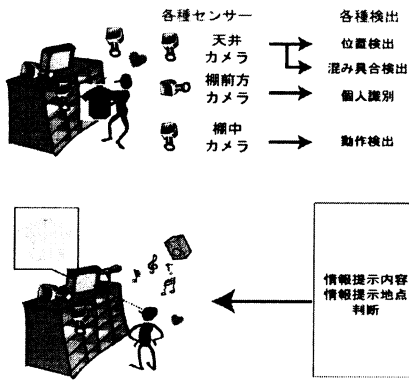 各種センサー
各種検出
天井
カメラ
位置検出
混み具合検出
棚前方
カメラ
個人識別
棚中
カメラ
動作検出
情報提示内容
情報提示地点
判断